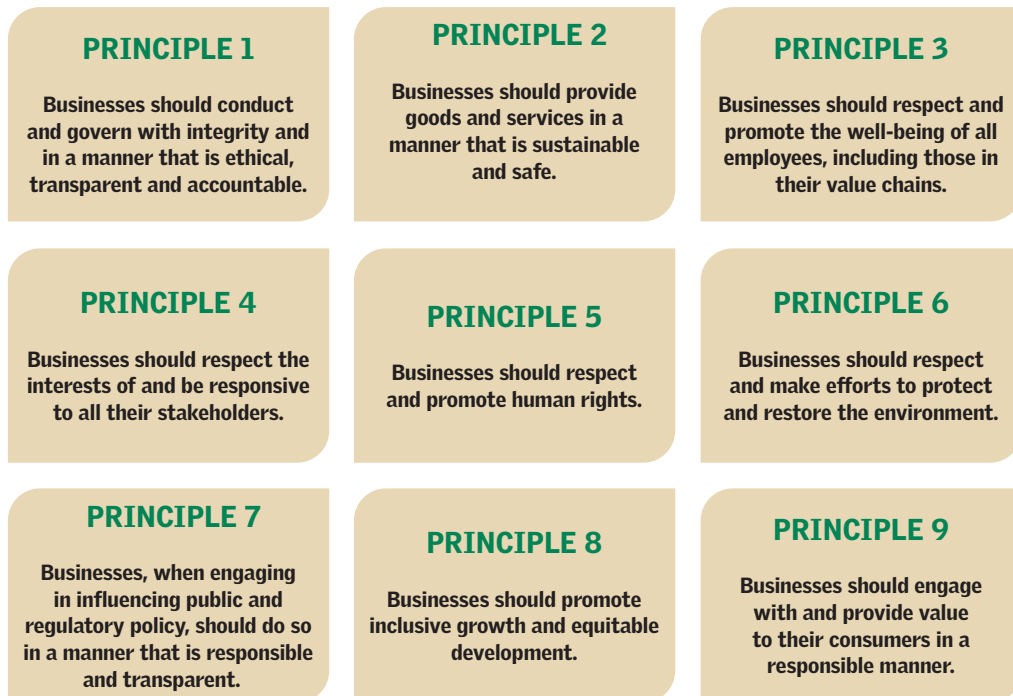 PRINCIPLE 1
Businesses should conduct
and govern with integrity and
in a manner that is ethical,
transparent and accountable.
PRINCIPLE 2
Businesses should provide
goods and services in a
manner that is sustainable
and safe.
PRINCIPLE 3
Businesses should respect and
promote the well-being of all
employees, including those in
their value chains.
PRINCIPLE 4
Businesses should respect the
interests of and be responsive
to all their stakeholders.
PRINCIPLE 5
Businesses should respect
and promote human rights.
PRINCIPLE 6
Businesses should respect
and make efforts to protect
and restore the environment.
PRINCIPLE 7
Businesses, when engaging
in influencing public and
regulatory policy, should do so
in a manner that is responsible
and transparent.
PRINCIPLE 8
Businesses should promote
inclusive growth and equitable
development.
PRINCIPLE 9
Businesses should engage
with and provide value
to their consumers in a
responsible manner.